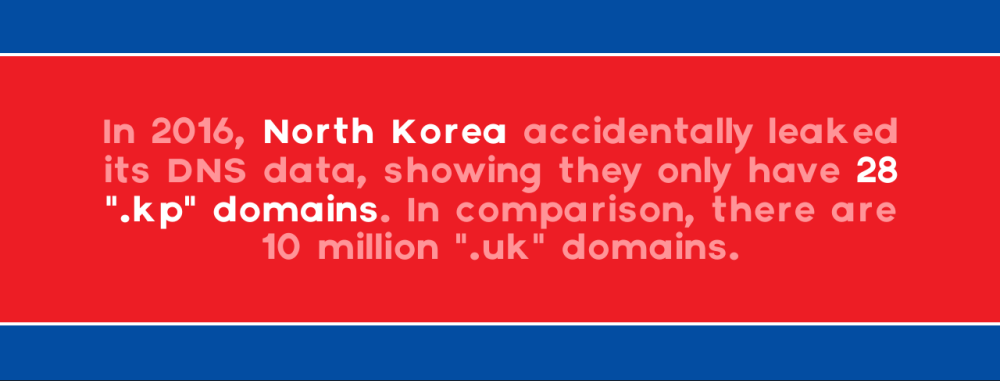 In 2016, North Korea accidentally leaked
its DNS data, showing they only have 28
".kp" domains. In comparison, there are
10 million ".uk" domains.